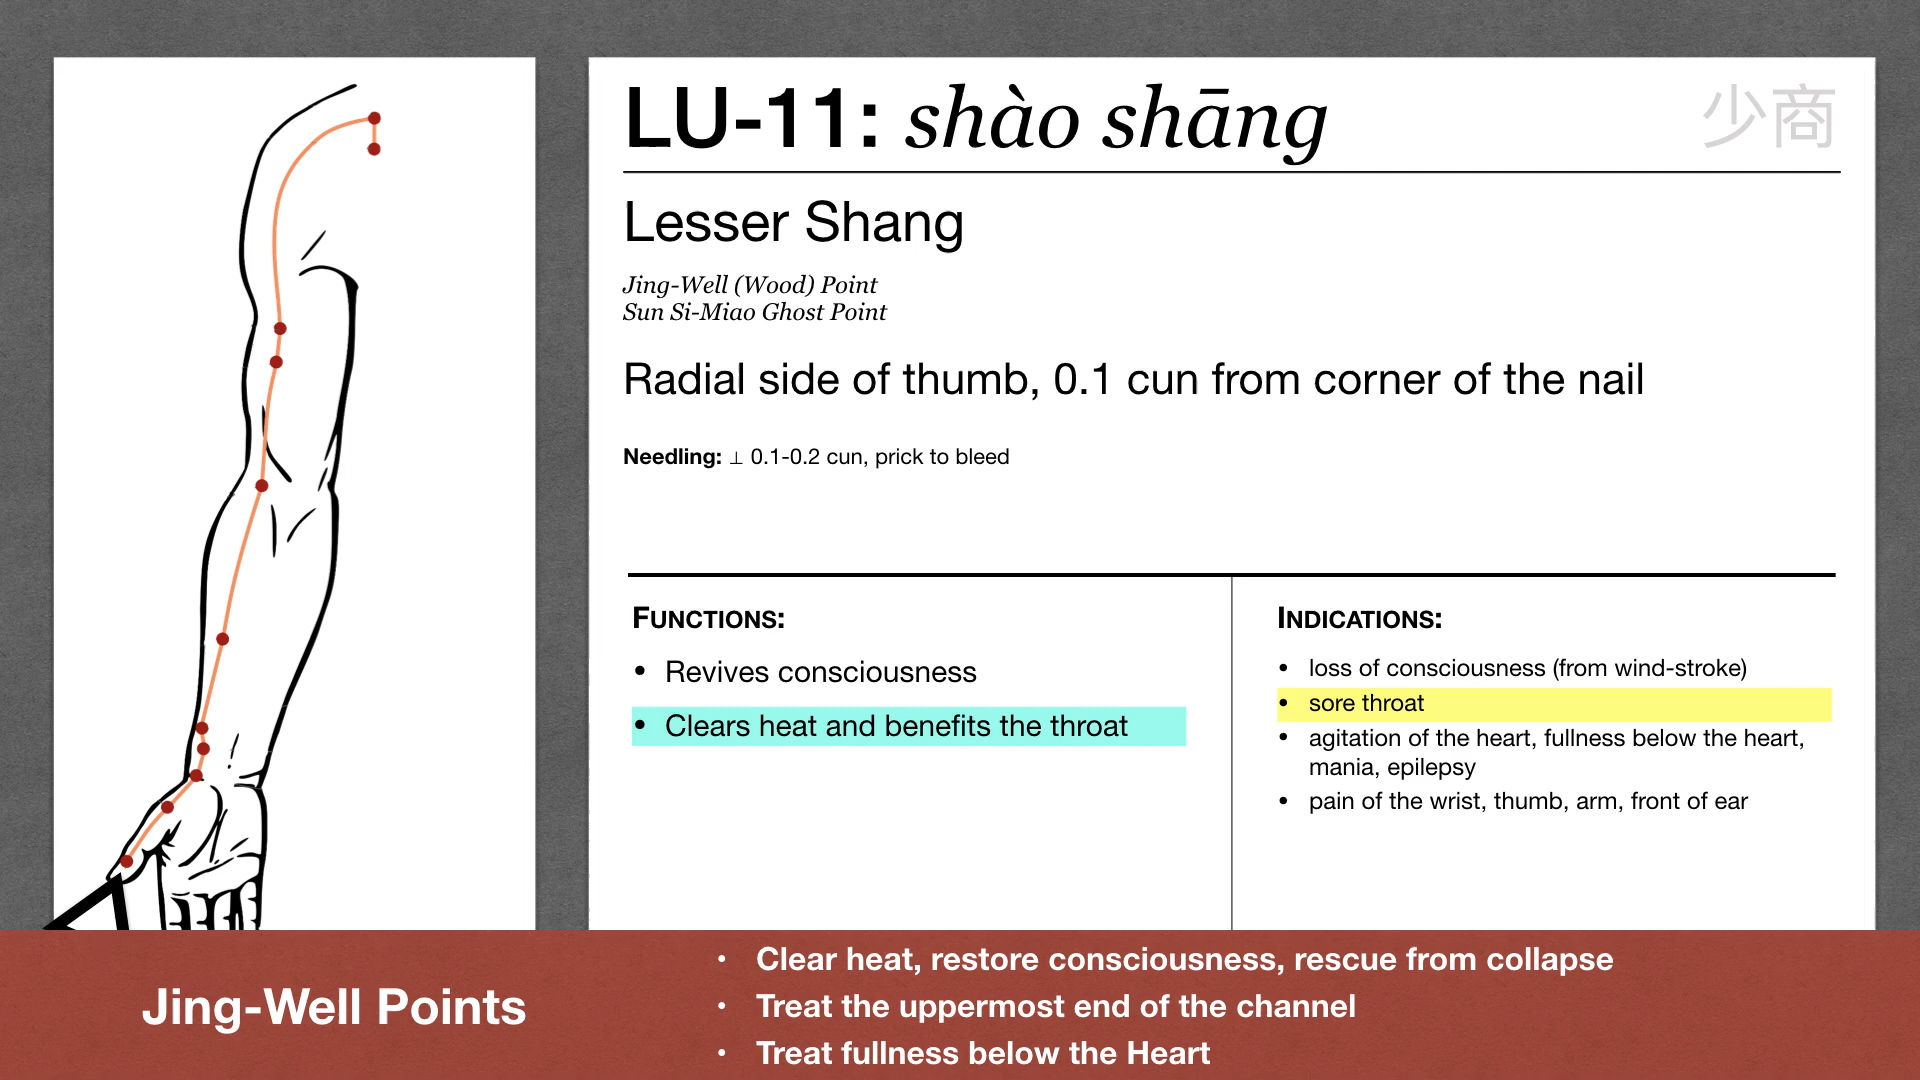 LU-11: shào shāng
少商
Lesser Shang
Jing-Well (Wood) Point
Sun Si-Miao Ghost Point
Radial side of thumb, 0.1 cun from corner of the nail
Needling: ⊥ 0.1-0.2 cun, prick to bleed
FUNCTIONS:
• Revives consciousness
• Clears heat and benefits the throat
INDICATIONS:
• loss of consciousness (from wind-stroke)
• sore throat
• agitation of the heart, fullness below the heart,
mania, epilepsy
• pain of the wrist, thumb, arm, front of ear
Jing-Well Points
• Clear heat, restore consciousness, rescue from collapse
• Treat the uppermost end of the channel
• Treat fullness below the Heart